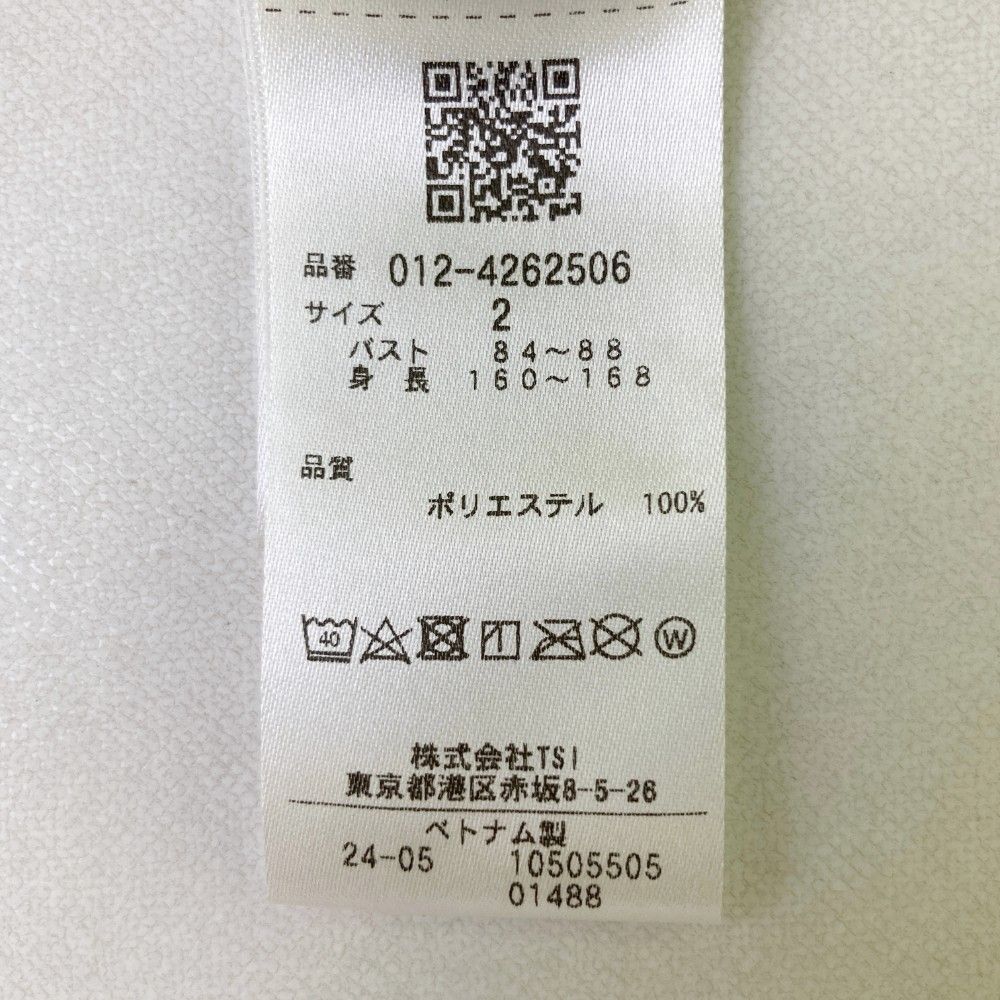 品番 012-4262506
サイズ 2
バスト 84～88
身長 160～168
品質
ポリエステル 100%
40 W
株式会社TSI
東京都港区赤坂8-5-26
ベトナム製
24-05 10505505
01488